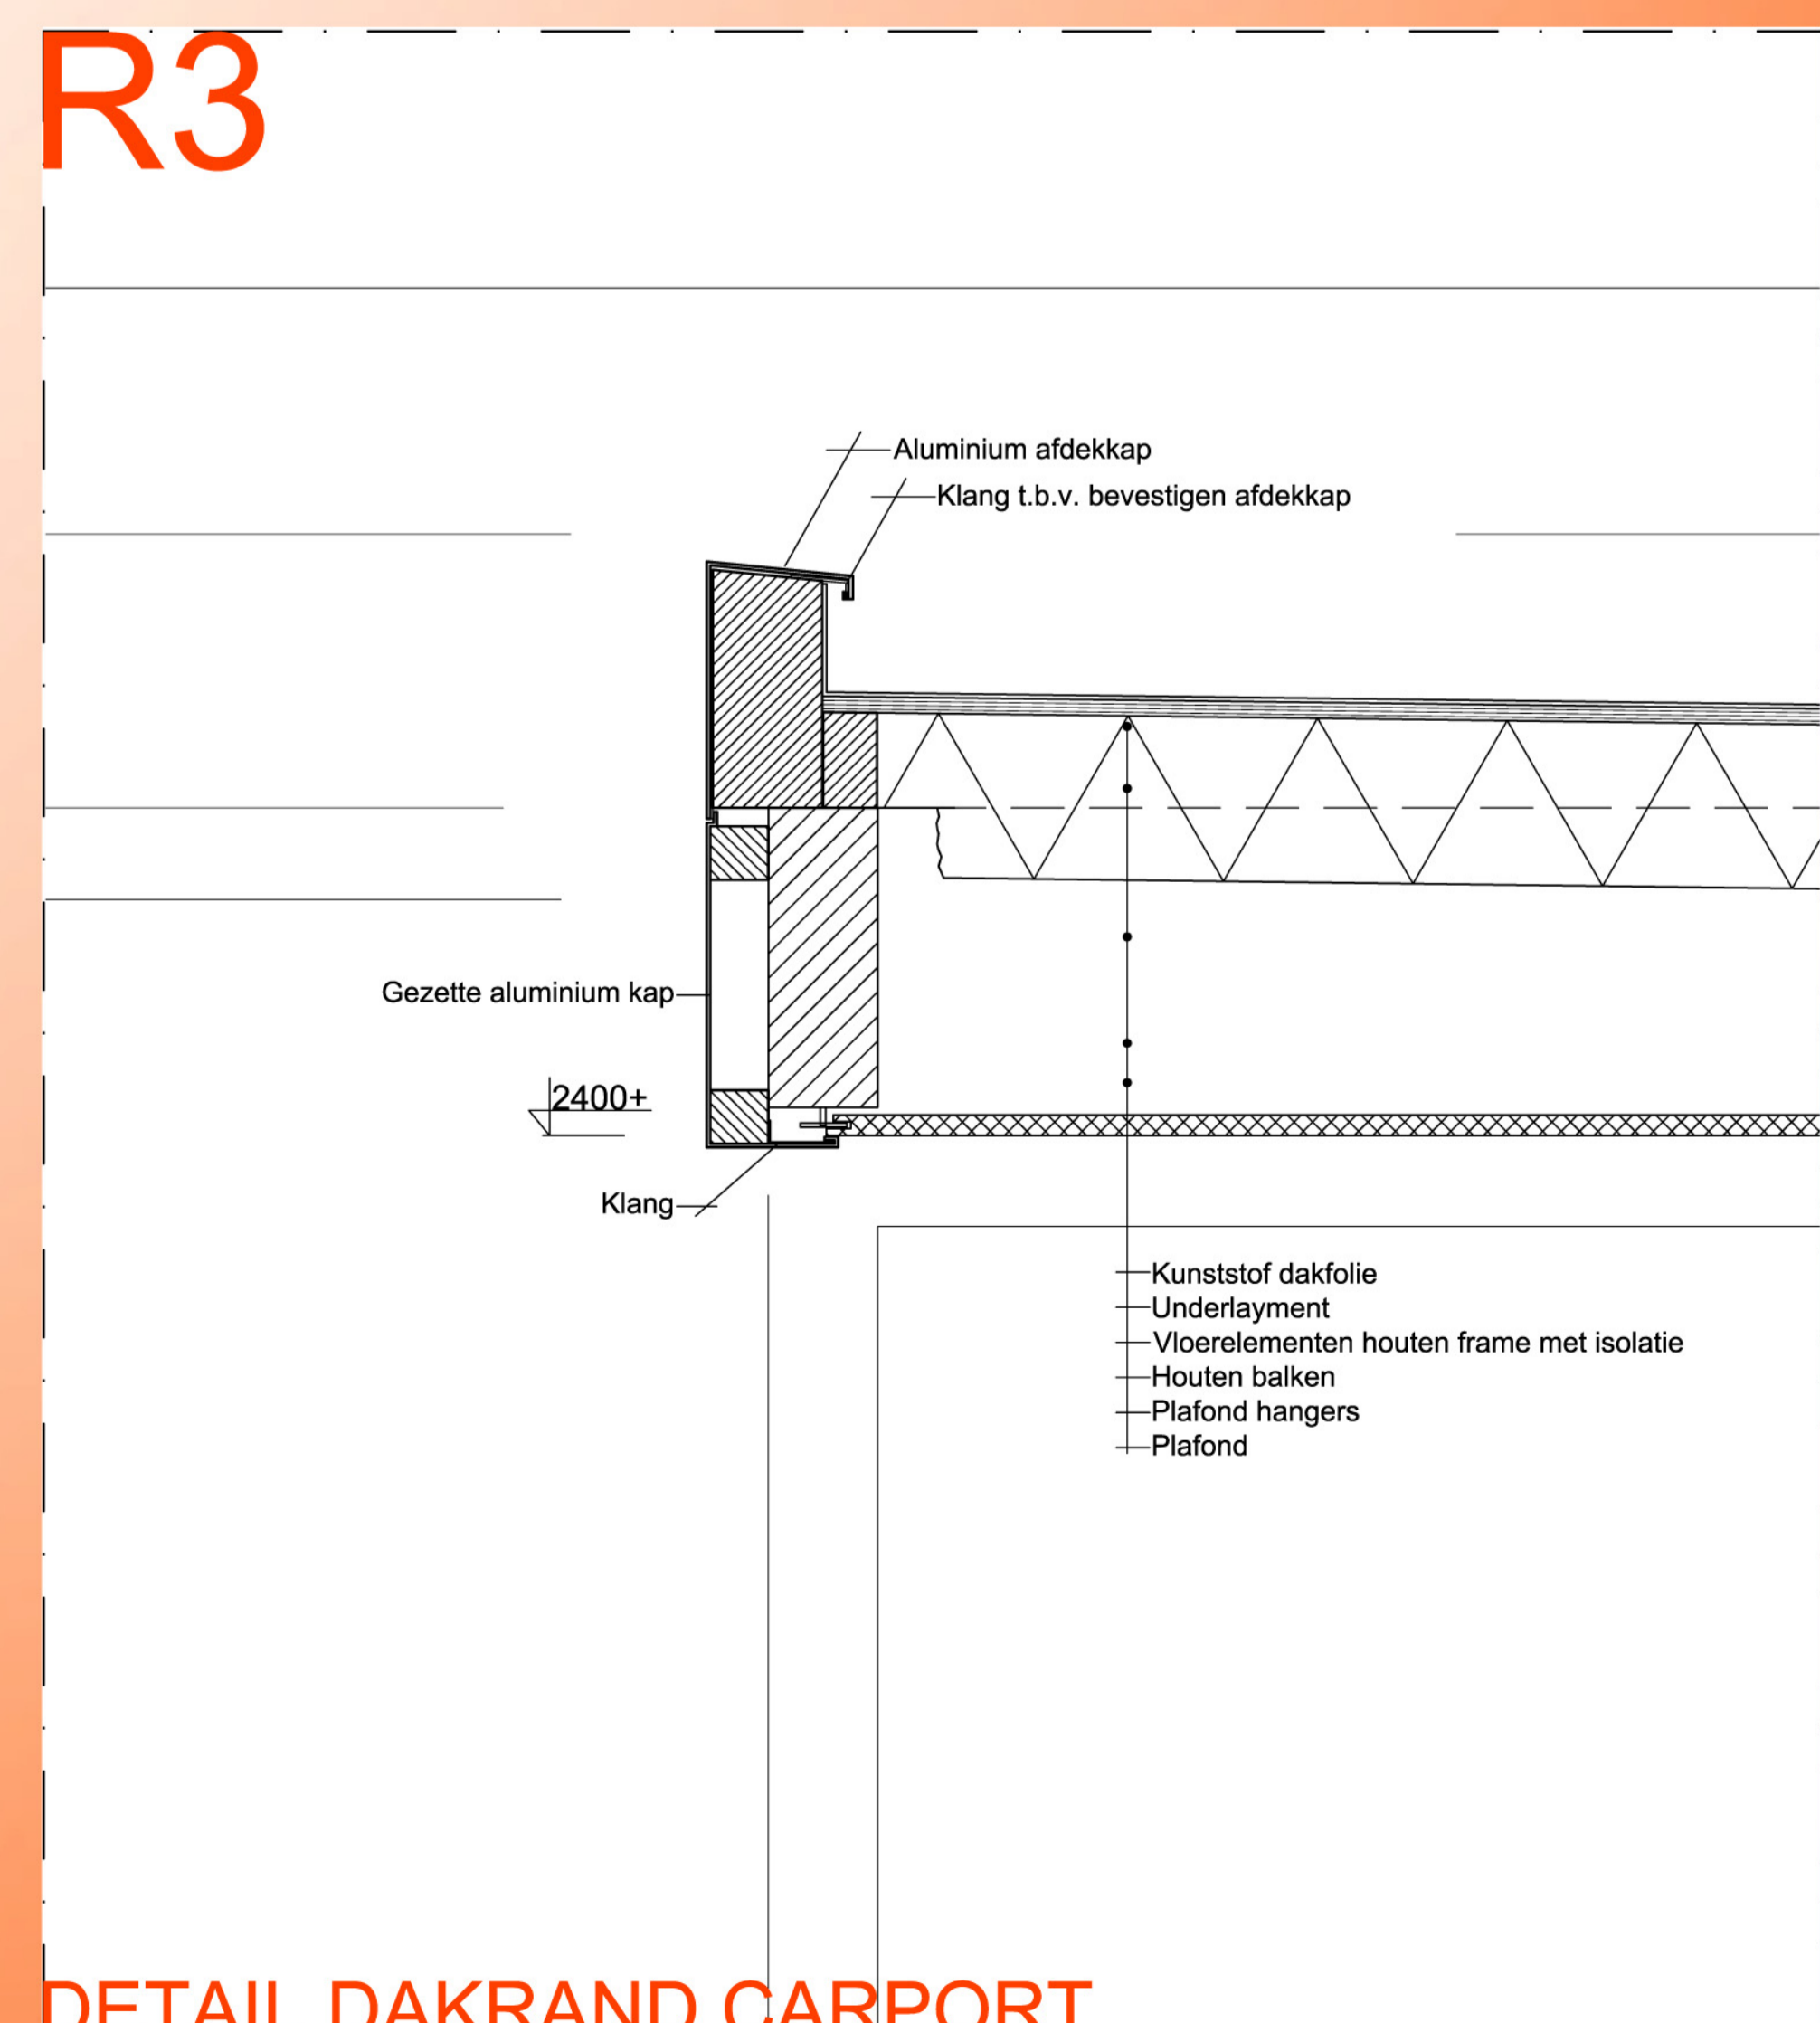 R3
Aluminium afdekkap
Klang t.b.v. bevestigen afdekkap
Gezette aluminium kap
2400+
Klang
Kunststof dakfolie
Underlayment
Vloerelementen houten frame met isolatie
Houten balken
Plafond hangers
Plafond
DETAIL DAKRAND CARPORT